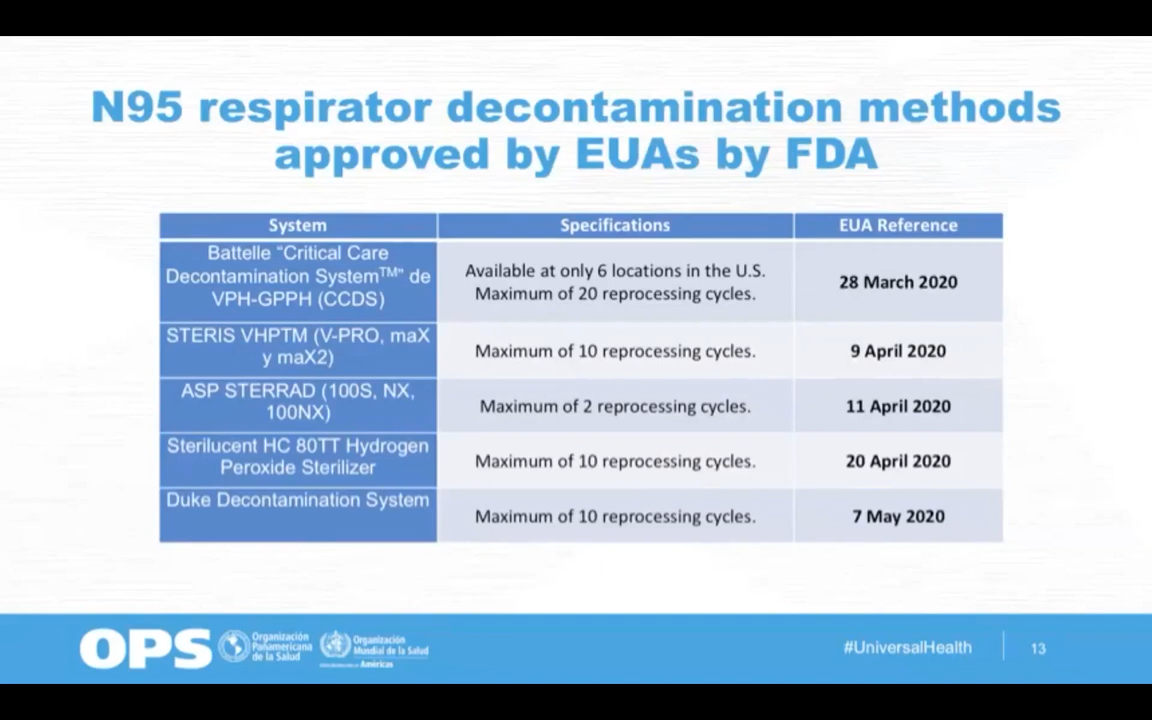 N95 respirator decontamination methods
approved by EUAs by FDA
System
Specifications
EUA Reference
Battelle “Critical Care
Decontamination System™” de
VPH-GPPH (CCDS)
Available at only 6 locations in the U.S.
Maximum of 20 reprocessing cycles.
28 March 2020
STERIS VHPTM (V-PRO, maX
y maX2)
Maximum of 10 reprocessing cycles.
9 April 2020
ASP STERRAD (100S, NX,
100NX)
Maximum of 2 reprocessing cycles.
11 April 2020
Sterilucent HC 80TT Hydrogen
Peroxide Sterilizer
Maximum of 10 reprocessing cycles.
20 April 2020
Duke Decontamination System
Maximum of 10 reprocessing cycles.
7 May 2020
OPS
Organización
Panamericana
de la Salud
Organización
Mundial de la Salud
Américas
#UniversalHealth
13